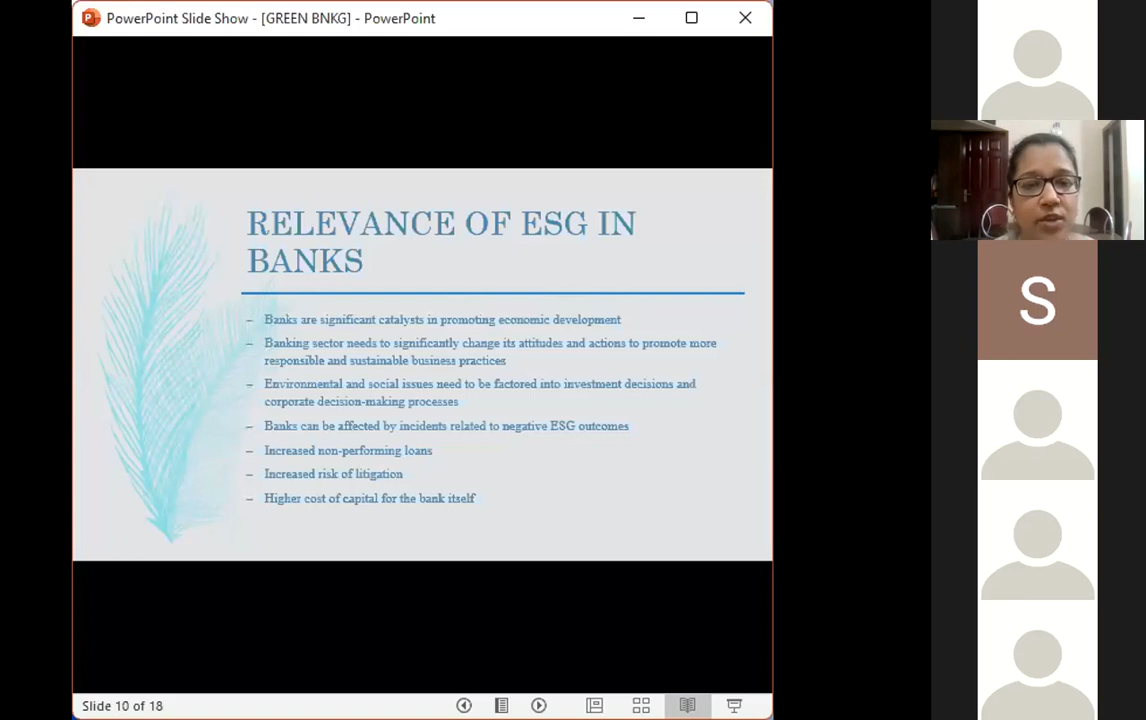 PowerPoint Slide Show - [GREEN BNKG] - PowerPoint
RELEVANCE OF ESG IN
BANKS
– Banks are significant catalysts in promoting economic development
– Banking sector needs to significantly change its attitudes and actions to promote more
responsible and sustainable business practices
– Environmental and social issues need to be factored into investment decisions and
corporate decision-making processes
– Banks can be affected by incidents related to negative ESG outcomes
– Increased non-performing loans
– Increased risk of litigation
– Higher cost of capital for the bank itself
S
Slide 10 of 18